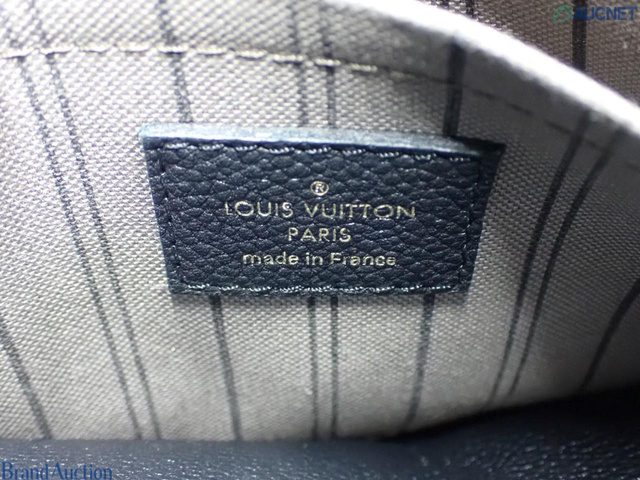 AUCNET
®
LOUIS VUITTON
PARIS
made in France
Brand Auction